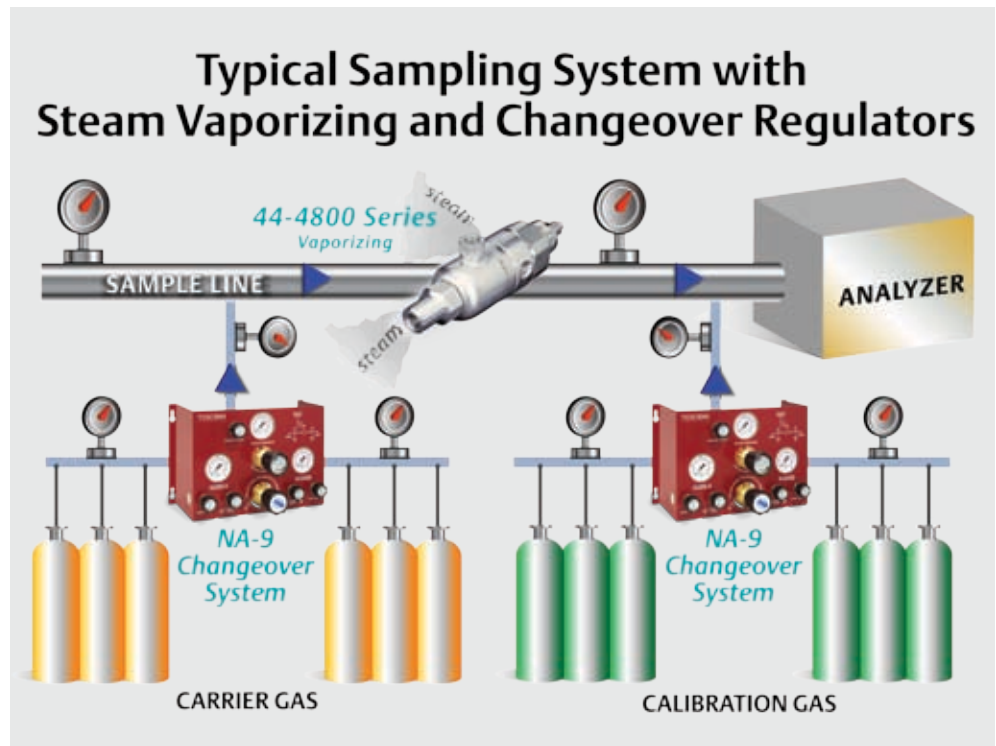 Typical Sampling System with
Steam Vaporizing and Changeover Regulators
44-4800 Series
Vaporizing
steam
SAMPLE LINE
steam
ANALYZER
NA-9
Changeover
System
NA-9
Changeover
System
CARRIER GAS
CALIBRATION GAS